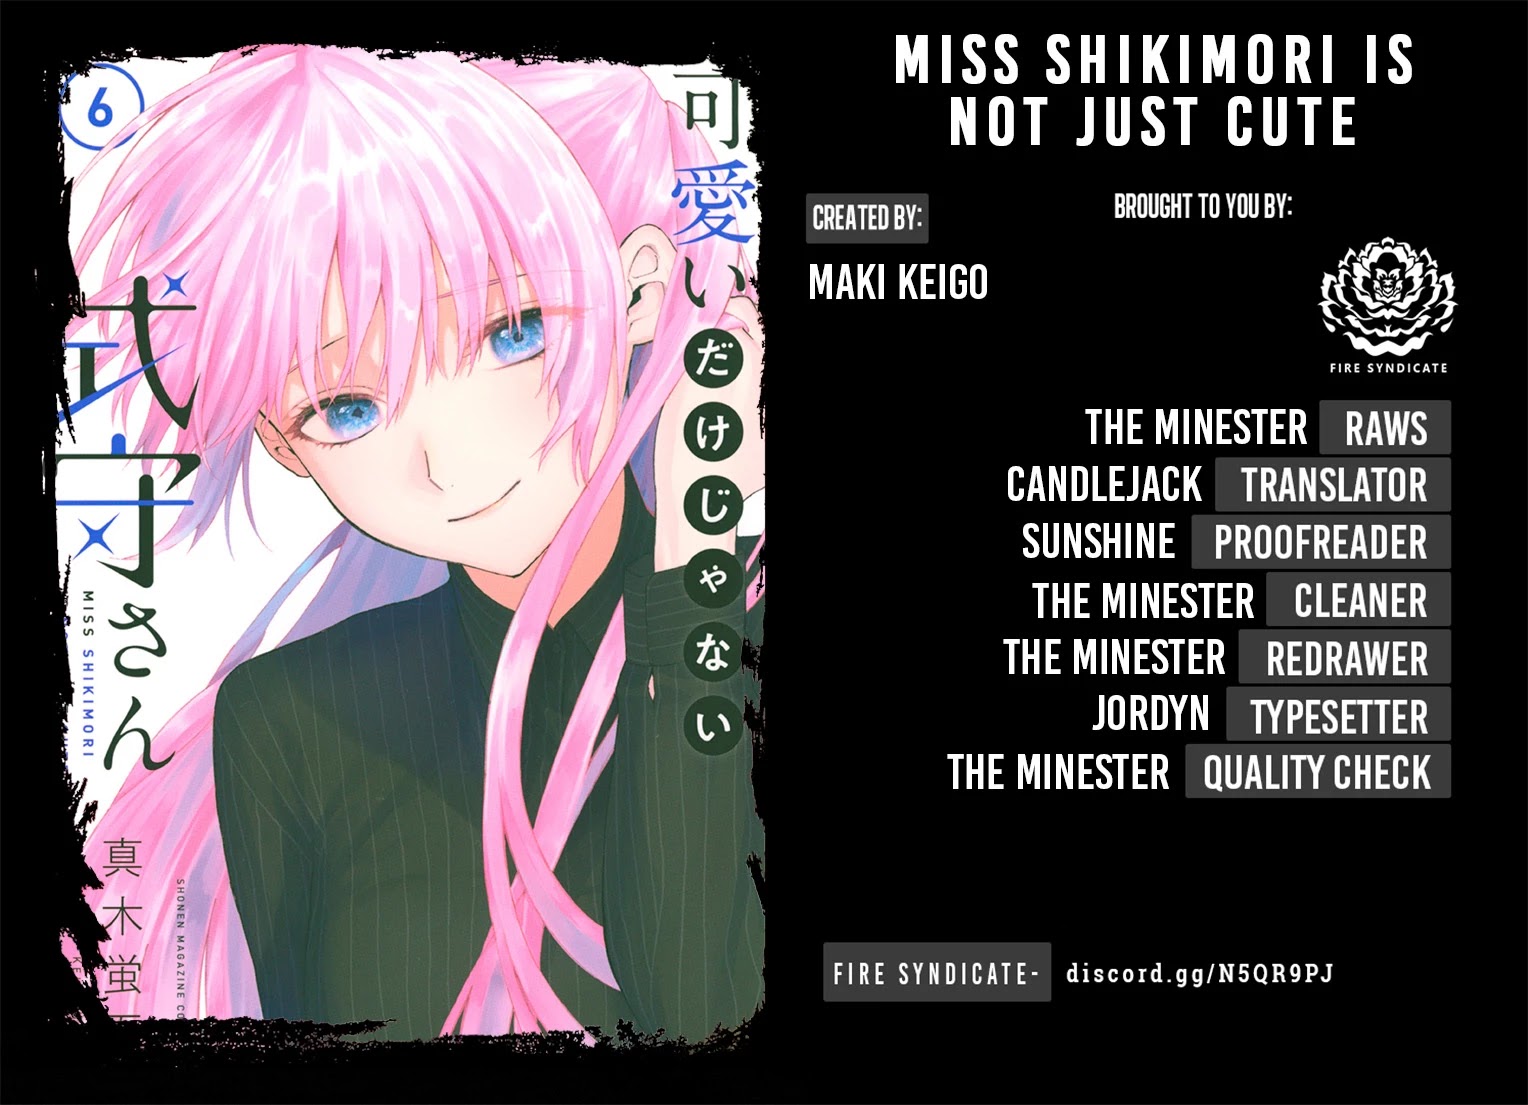 6
可愛い
だけじゃない
式守さん
MISS SHIKIMORI
真木蛍
SHONEN MAGAZINE
MISS SHIKIMORI IS
NOT JUST CUTE
CREATED BY:
MAKI KEIGO
BROUGHT TO YOU BY:
FIRE SYNDICATE
THE MINESTER RAWS
CANDLEJACK TRANSLATOR
SUNSHINE PROOFREADER
THE MINESTER CLEANER
THE MINESTER REDRAWER
JORDYN TYPESETTER
THE MINESTER QUALITY CHECK
FIRE SYNDICATE- discord.gg/N5QR9PJ